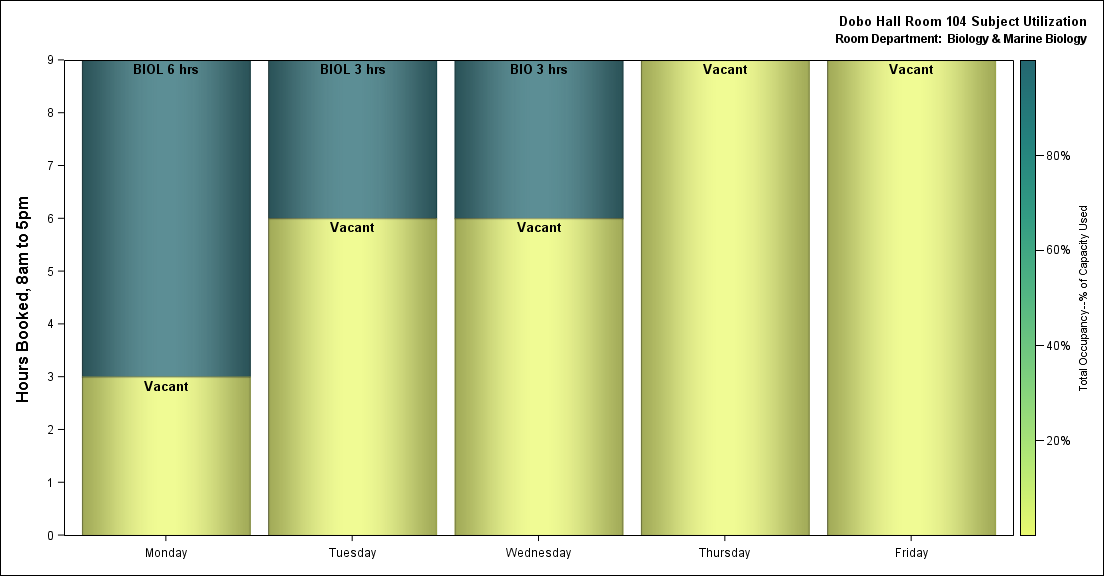 Dobo Hall Room 104 Subject Utilization
Room Department: Biology & Marine Biology
Hours Booked, 8am to 5pm
9
8
7
6
5
4
3
2
1
0
BIOL 6 hrs
BIOL 3 hrs
BIO 3 hrs
Vacant
Vacant
Vacant
Vacant
Vacant
Monday
Tuesday
Wednesday
Thursday
Friday
80%
60%
40%
20%
Total Occupancy--% of Capacity Used